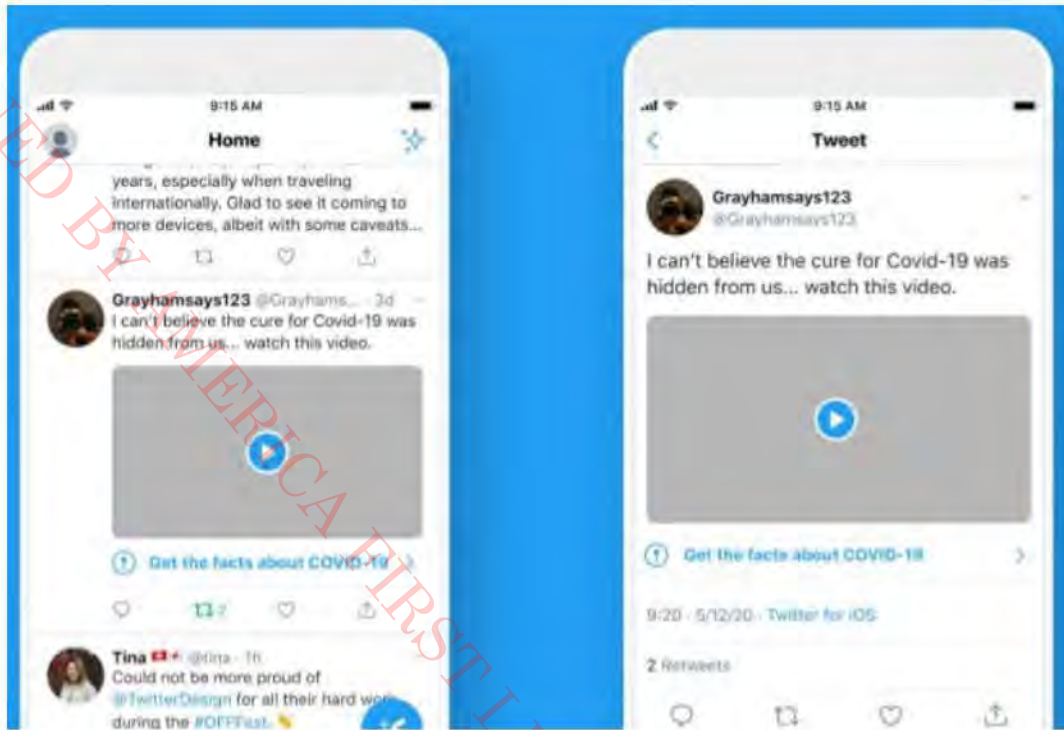 9:15 AM
Home
years, especially when traveling
internationally. Glad to see it coming to
more devices, albeit with some caveats...
Grayhamsays123 @Grayhams... · 3d
I can't believe the cure for Covid-19 was
hidden from us... watch this video.
Get the facts about COVID-19
2
Tina @tina · 1h
Could not be more proud of
@TwitterDesign for all their hard work
during the #OFFFest
9:15 AM
Tweet
Grayhamsays123
@Grayhamsays123
I can't believe the cure for Covid-19 was
hidden from us... watch this video.
Get the facts about COVID-19
9:20 · 5/12/20 · Twitter for iOS
2 Retweets
ED BY AMERICA FIRST L